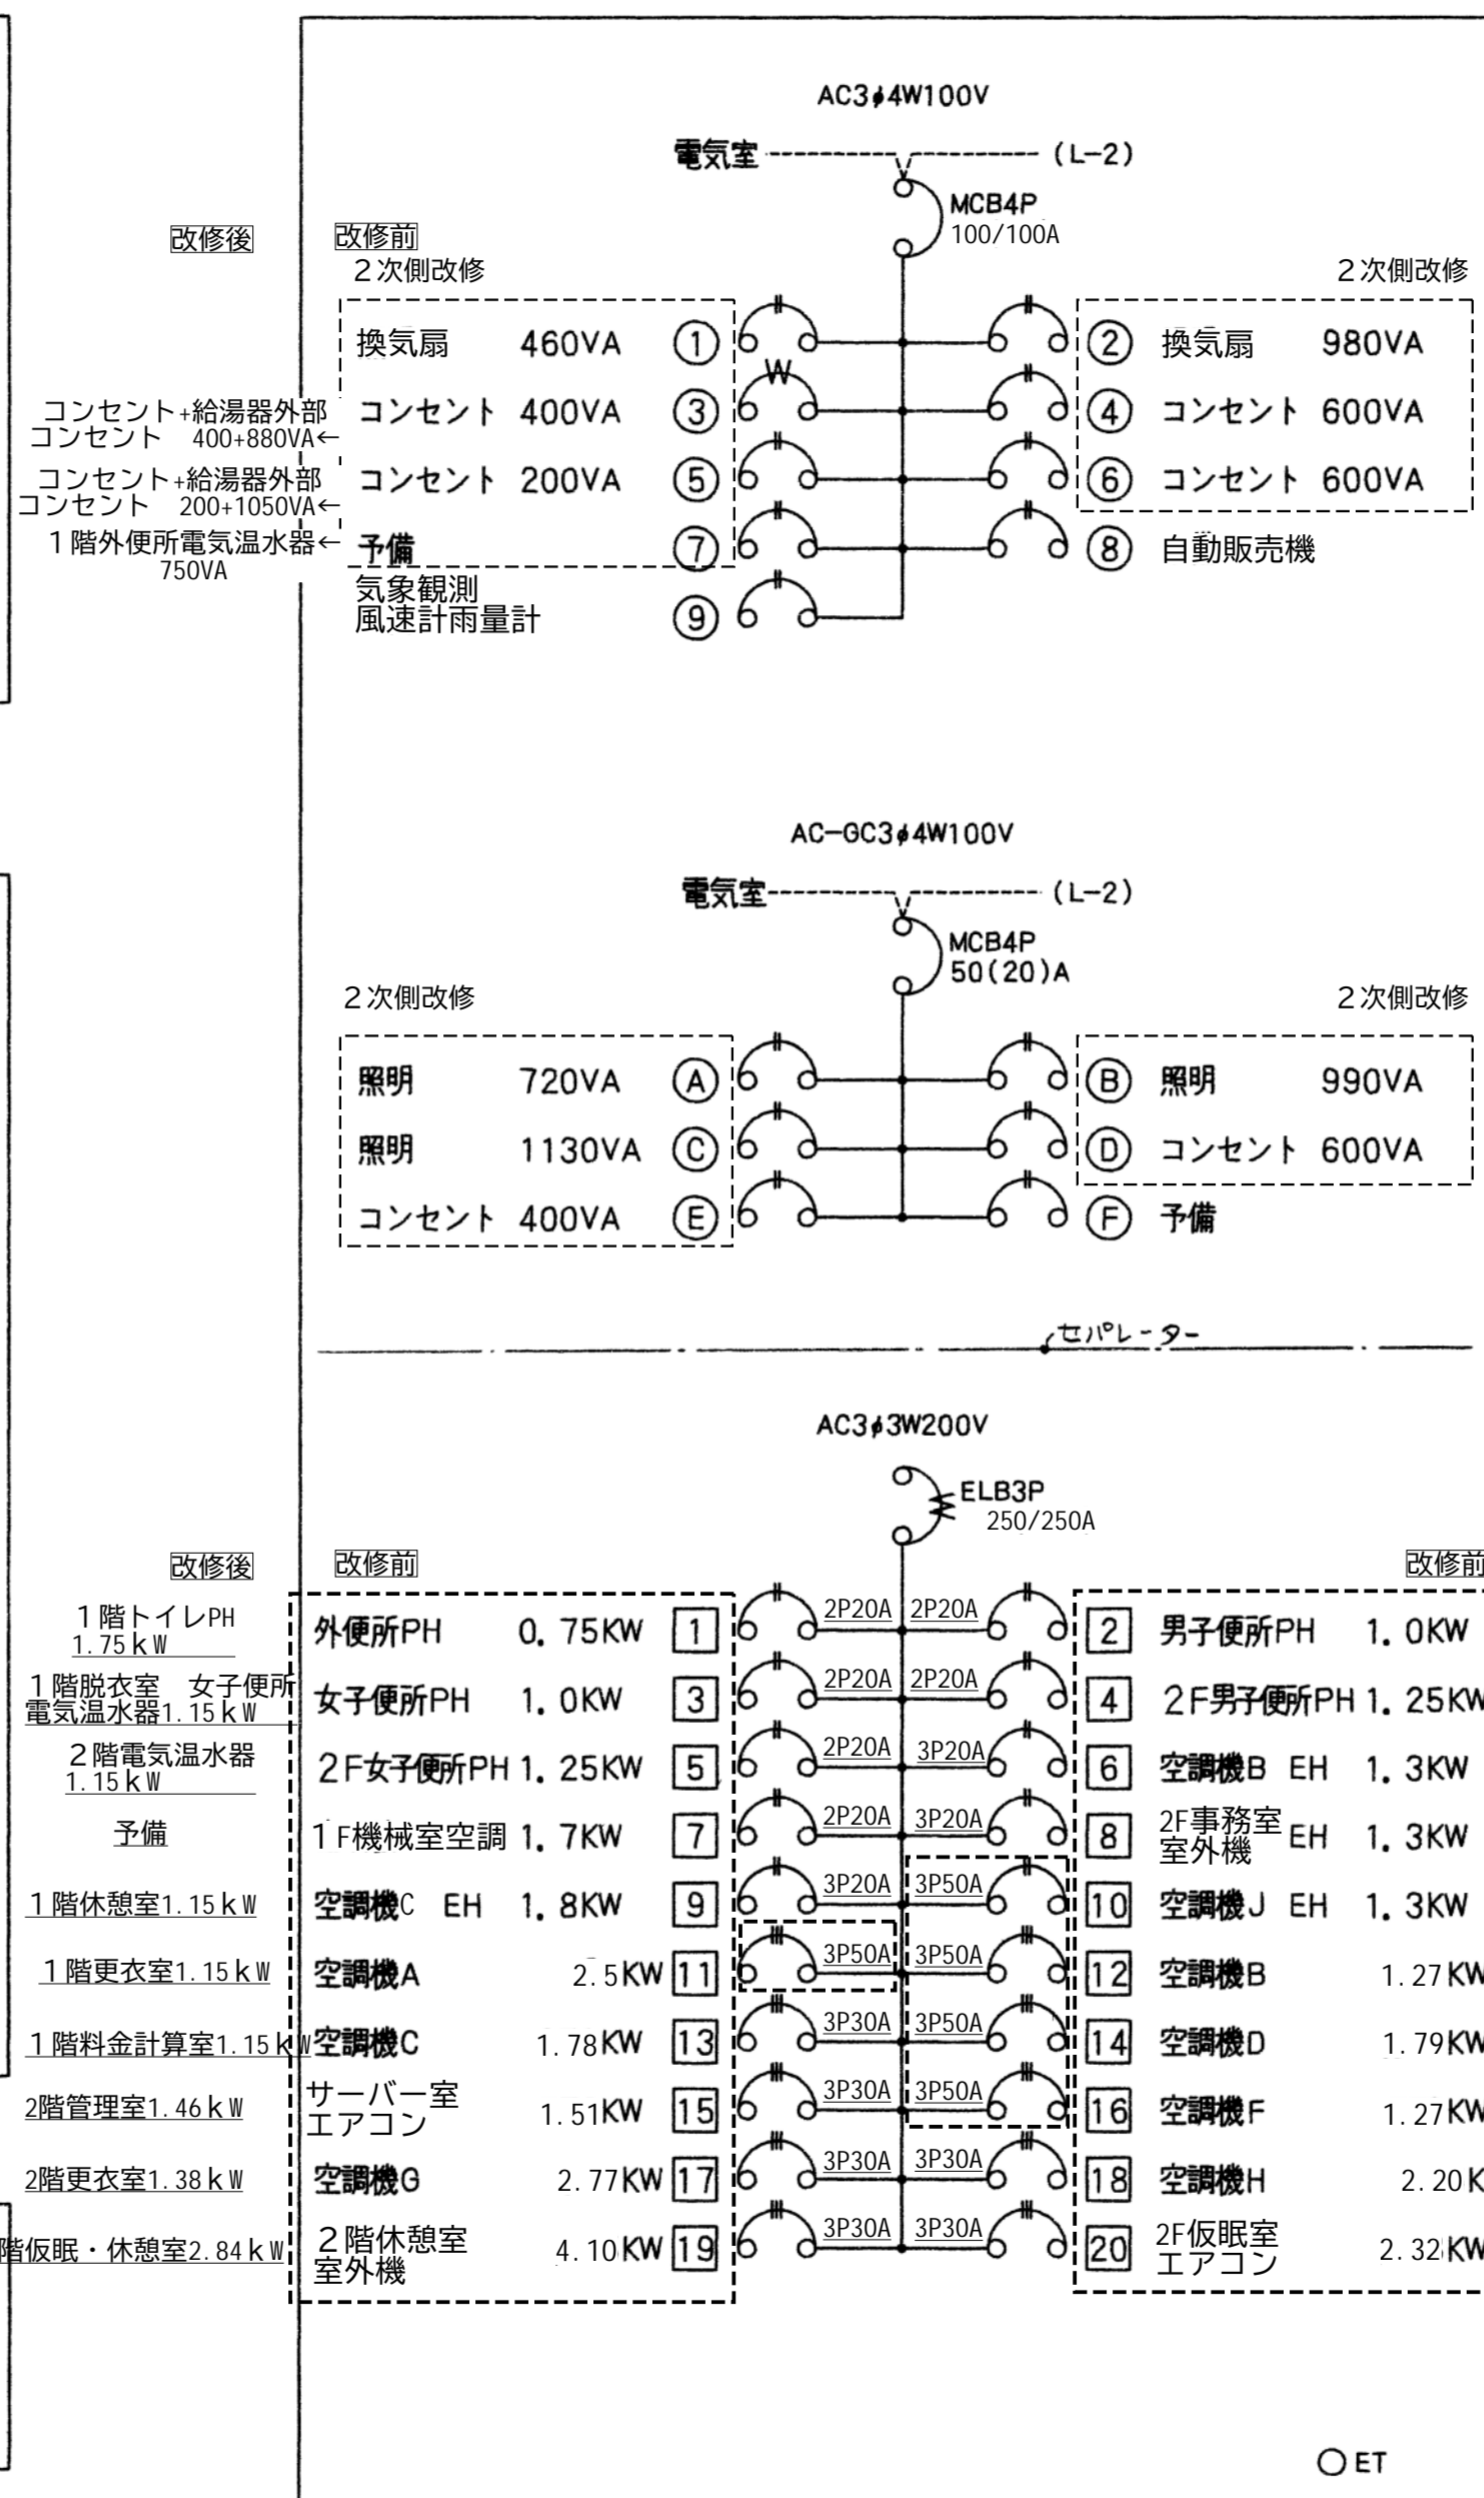 AC3φ4W100V
電気室 (L-2)
MCB4P
100/100A
改修後 改修前
２次側改修 ２次側改修
換気扇 460VA ① ② 換気扇 980VA
コンセント+給湯器外部
コンセント 400+880VA← コンセント 400VA ③ W ④ コンセント 600VA
コンセント+給湯器外部
コンセント 200+1050VA← コンセント 200VA ⑤ ⑥ コンセント 600VA
１階外便所電気温水器← 予備 ⑦ ⑧ 自動販売機
750VA
気象観測
風速計雨量計 ⑨
AC-GC3φ4W100V
電気室 (L-2)
MCB4P
50(20)A
２次側改修 ２次側改修
照明 720VA Ⓐ Ⓑ 照明 990VA
照明 1130VA Ⓒ Ⓓ コンセント 600VA
コンセント 400VA Ⓔ Ⓕ 予備
セパレーター
AC3φ3W200V
ELB3P
250/250A
改修後 改修前 改修前
１階トイレPH
1.75ｋW 外便所PH 0.75KW 1 2P20A 2P20A 2 男子便所PH 1.0KW
１階脱衣室 女子便所
電気温水器1.15ｋW 女子便所PH 1.0KW 3 2P20A 2P20A 4 ２F男子便所PH 1.25KW
２階電気温水器
1.15ｋW ２F女子便所PH 1.25KW 5 2P20A 3P20A 6 空調機B EH 1.3KW
予備 １F機械室空調 1.7KW 7 2P20A 3P20A 8 2F事務室
室外機 EH 1.3KW
１階休憩室1.15ｋW 空調機C EH 1.8KW 9 3P20A 3P50A 10 空調機J EH 1.3KW
１階更衣室1.15ｋW 空調機A 2.5KW 11 3P50A 3P50A 12 空調機B 1.27KW
１階料金計算室1.15ｋW 空調機C 1.78KW 13 3P30A 3P50A 14 空調機D 1.79KW
2階管理室1.46ｋW サーバー室
エアコン 1.51KW 15 3P30A 3P50A 16 空調機F 1.27KW
2階更衣室1.38ｋW 空調機G 2.77KW 17 3P30A 3P30A 18 空調機H 2.20K
階仮眠・休憩室2.84ｋW ２階休憩室
室外機 4.10KW 19 3P30A 3P30A 20 2F仮眠室
エアコン 2.32KW
ET